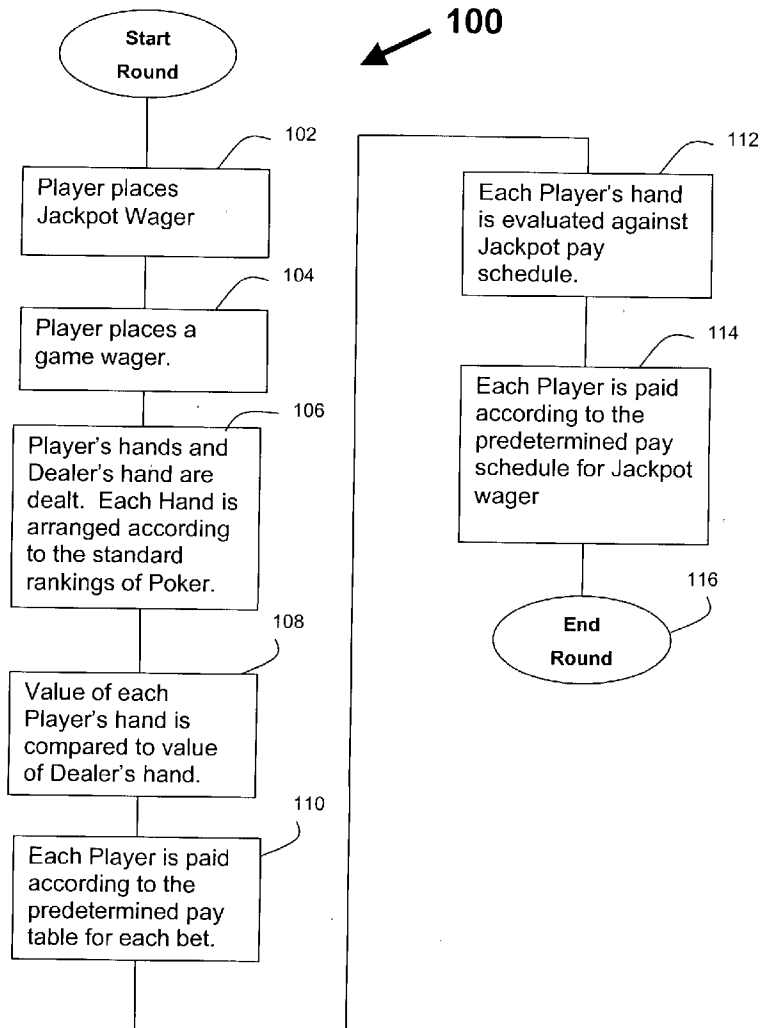 100
Start
Round
102
Player places
Jackpot Wager
104
Player places a
game wager.
106
Player's hands and
Dealer's hand are
dealt. Each Hand is
arranged according
to the standard
rankings of Poker.
108
Value of each
Player's hand is
compared to value
of Dealer's hand.
110
Each Player is paid
according to the
predetermined pay
table for each bet.
112
Each Player's hand
is evaluated against
Jackpot pay
schedule.
114
Each Player is paid
according to the
predetermined pay
schedule for Jackpot
wager
116
End
Round